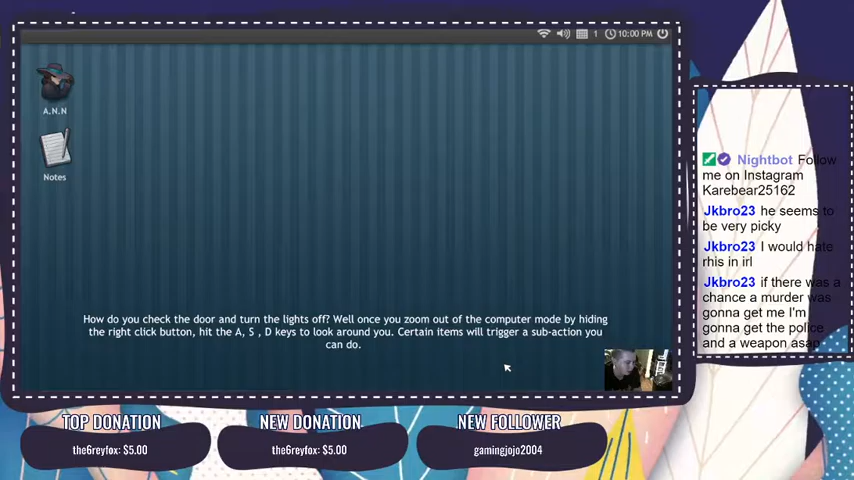 1 10:00 PM
A.N.N
Notes
How do you check the door and turn the lights off? Well once you zoom out of the computer mode by hiding
the right click button, hit the A, S , D keys to look around you. Certain items will trigger a sub-action you
can do.
Nightbot Follow
me on Instagram
Karebear25162
Jkbro23 he seems to
be very picky
Jkbro23 I would hate
rhis in irl
Jkbro23 if there was a
chance a murder was
gonna get me I'm
gonna get the police
and a weapon asap
TOP DONATION
NEW DONATION
NEW FOLLOWER
the6reyfox: $5.00
the6reyfox: $5.00
gamingjojo2004